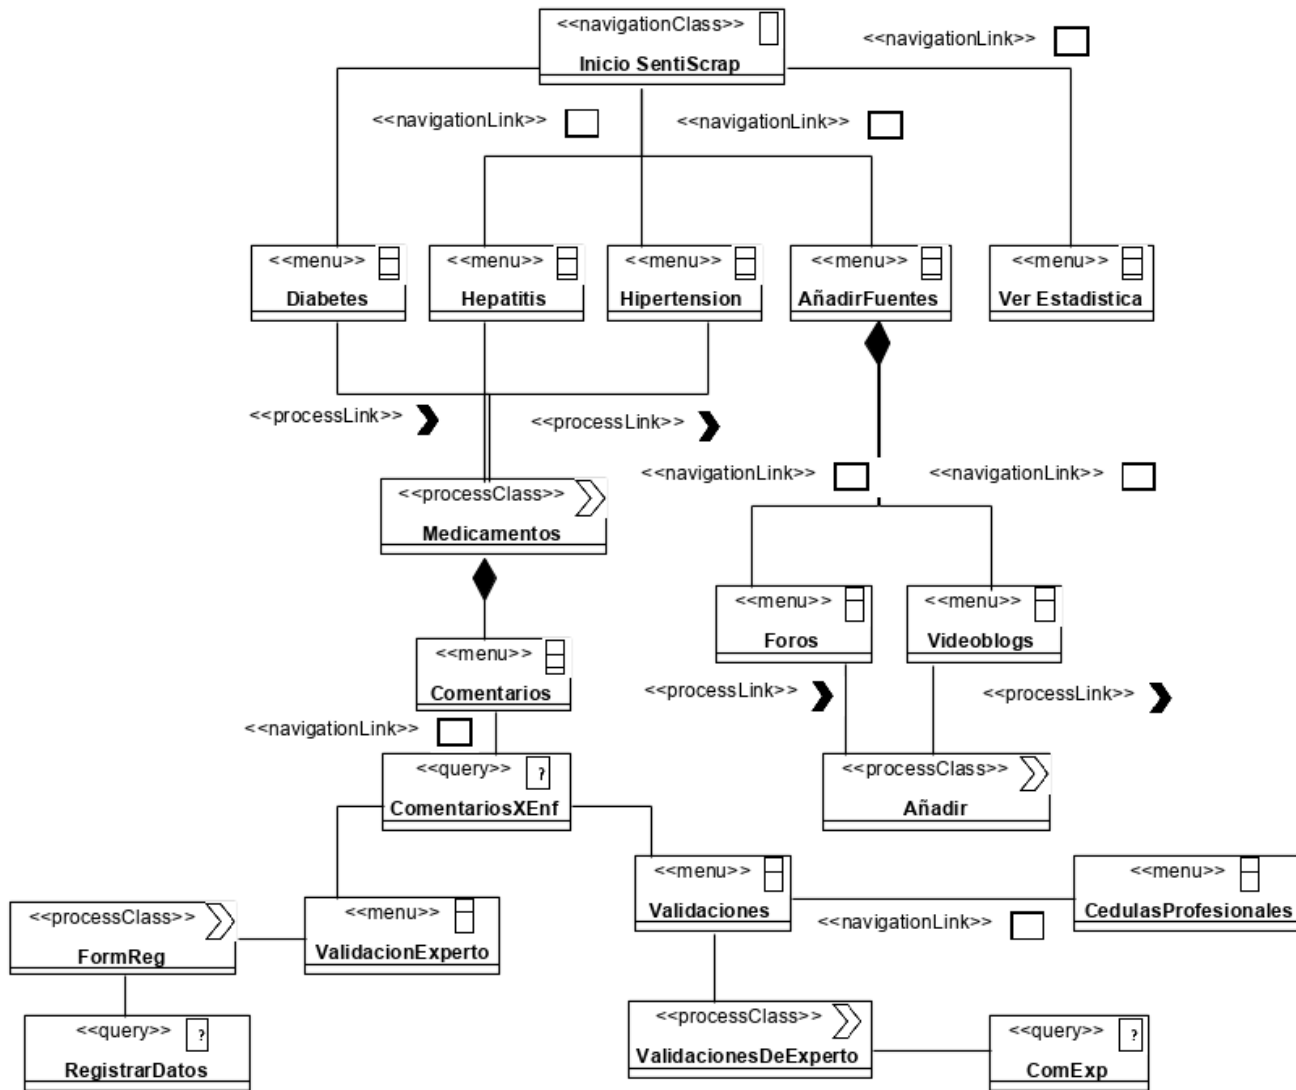 <<navigationClass>>
Inicio SentiScrap
<<navigationLink>>
<<navigationLink>>
<<navigationLink>>
<<menu>>
Diabetes
<<menu>>
Hepatitis
<<menu>>
Hipertension
<<menu>>
AñadirFuentes
<<menu>>
Ver Estadistica
<<processLink>>
<<processLink>>
<<navigationLink>>
<<navigationLink>>
<<processClass>>
Medicamentos
<<menu>>
Foros
<<menu>>
Videoblogs
<<menu>>
Comentarios
<<processLink>>
<<processLink>>
<<navigationLink>>
<<query>>
?
ComentariosXEnf
<<processClass>>
Añadir
<<menu>>
Validaciones
<<menu>>
CedulasProfesionales
<<navigationLink>>
<<processClass>>
FormReg
<<menu>>
ValidacionExperto
<<query>>
?
RegistrarDatos
<<processClass>>
ValidacionesDeExperto
<<query>>
?
ComExp